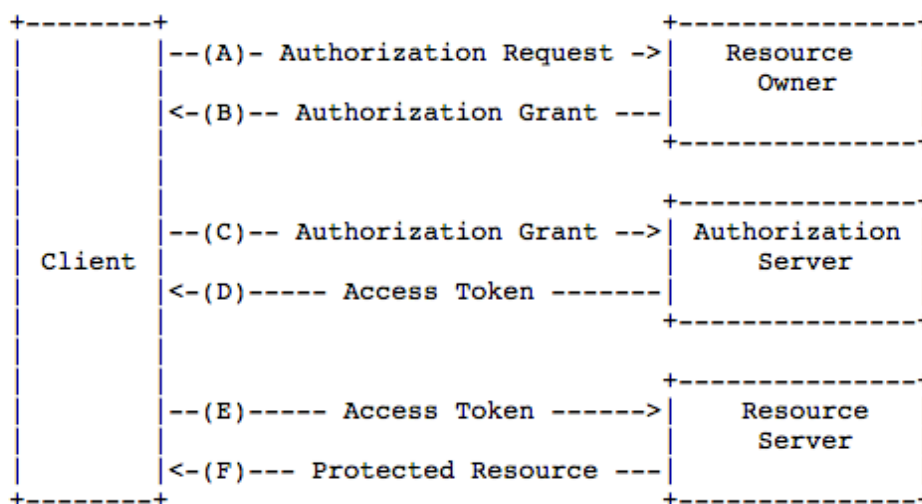 +--------+                               +---------------+
|        |--(A)- Authorization Request ->|   Resource
|        |                               |     Owner
|        |<-(B)-- Authorization Grant ---|
|        |                               +---------------+
|        |
|        |                               +---------------+
|        |--(C)-- Authorization Grant -->| Authorization
| Client |                               |     Server
|        |<-(D)----- Access Token -------|
|        |                               +---------------+
|        |
|        |                               +---------------+
|        |--(E)----- Access Token ------>|    Resource
|        |                               |     Server
|        |<-(F)--- Protected Resource ---|
+--------+                               +---------------+